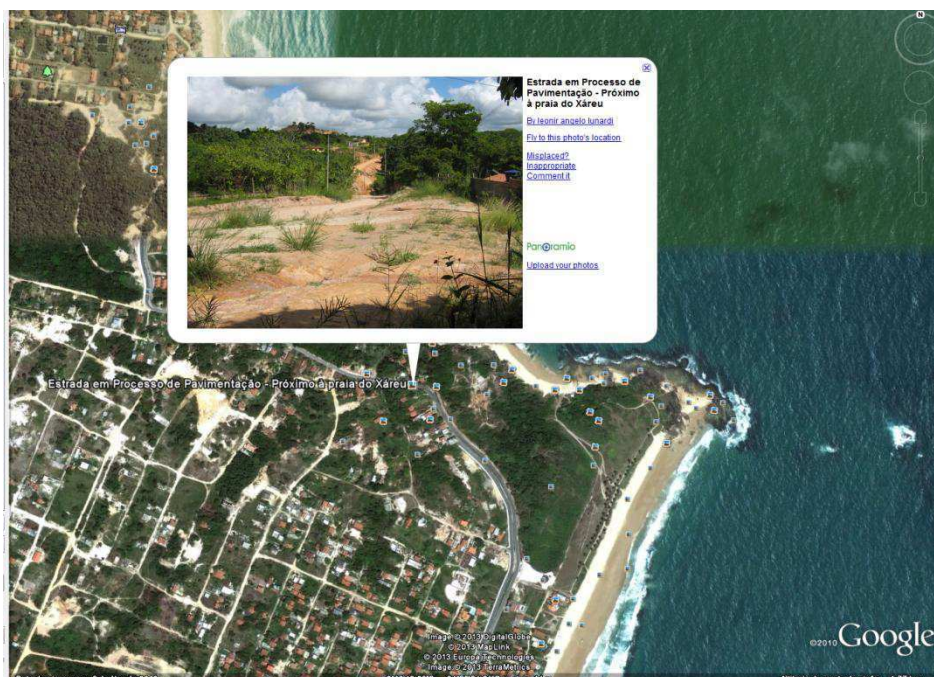 N
Estrada em Processo de
Pavimentação - Próximo
à praia do Xáreu
By leonir angelo lunardi
Fly to this photo's location
Misplaced?
Inappropriate
Comment it
Panoramio
Upload your photos
Estrada em Processo de Pavimentação - Próximo à praia do Xáreu
Image © 2013 DigitalGlobe
© 2013 MapLink
© 2013 Europa Technologies
Image © 2013 TerraMetrics
©2010 Google